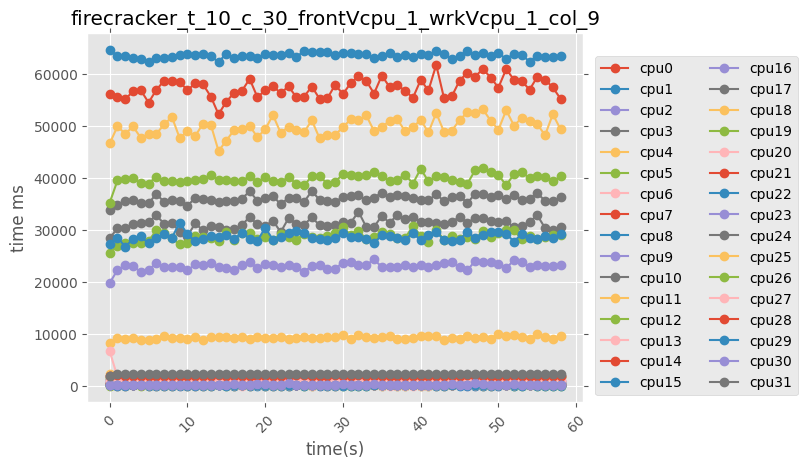 firecracker_t_10_c_30_frontVcpu_1_wrkVcpu_1_col_9
time ms
60000
50000
40000
30000
20000
10000
0
0
10
20
30
40
50
60
time(s)
cpu0
cpu1
cpu2
cpu3
cpu4
cpu5
cpu6
cpu7
cpu8
cpu9
cpu10
cpu11
cpu12
cpu13
cpu14
cpu15
cpu16
cpu17
cpu18
cpu19
cpu20
cpu21
cpu22
cpu23
cpu24
cpu25
cpu26
cpu27
cpu28
cpu29
cpu30
cpu31